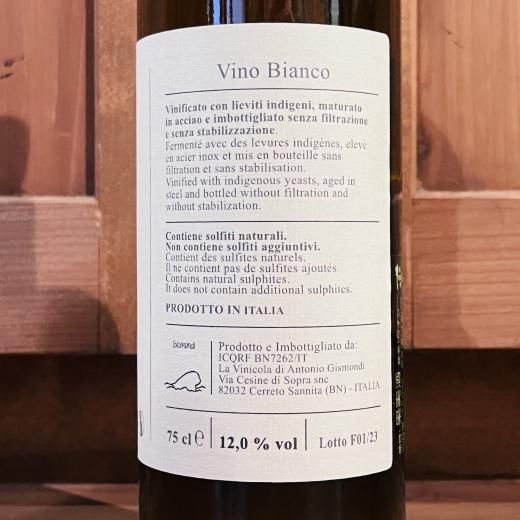 Vino Bianco
Vinificato con lieviti indigeni, maturato
in acciao e imbottigliato senza filtrazione
e senza stabilizzazione.
Fermenté avec des levures indigènes, elevé
en acier inox et mis en bouteille sans
filtration et sans stabilisation.
Vinified with indigenous yeasts, aged in
steel and bottled without filtration and
without stabilization.
Contiene solfiti naturali.
Non contiene solfiti aggiuntivi.
Contient des sulfites naturels.
Il ne contient pas de sulfites ajoutés.
Contains natural sulphites.
It does not contain additional sulphites.
PRODOTTO IN ITALIA
Gismondi
Prodotto e Imbottigliato da:
ICQRF BN7262/IT
La Vinicola di Antonio Gismondi
Via Cesine di Sopra snc
82032 Cerreto Sannita (BN) - ITALIA
75 cl e
12,0 % vol
Lotto F01/23